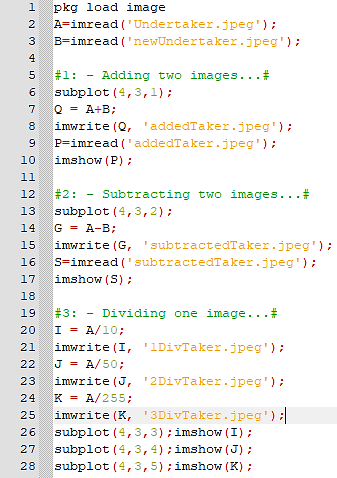 1 pkg load image
2 A=imread('Undertaker.jpeg');
3 B=imread('newUndertaker.jpeg');
4
5 #1: - Adding two images...#
6 subplot(4,3,1);
7 Q = A+B;
8 imwrite(Q, 'addedTaker.jpeg');
9 P=imread('addedTaker.jpeg');
10 imshow(P);
11
12 #2: - Subtracting two images...#
13 subplot(4,3,2);
14 G = A-B;
15 imwrite(G, 'subtractedTaker.jpeg');
16 S=imread('subtractedTaker.jpeg');
17 imshow(S);
18
19 #3: - Dividing one image...#
20 I = A/10;
21 imwrite(I, '1DivTaker.jpeg');
22 J = A/50;
23 imwrite(J, '2DivTaker.jpeg');
24 K = A/255;
25 imwrite(K, '3DivTaker.jpeg');
26 subplot(4,3,3);imshow(I);
27 subplot(4,3,4);imshow(J);
28 subplot(4,3,5);imshow(K);